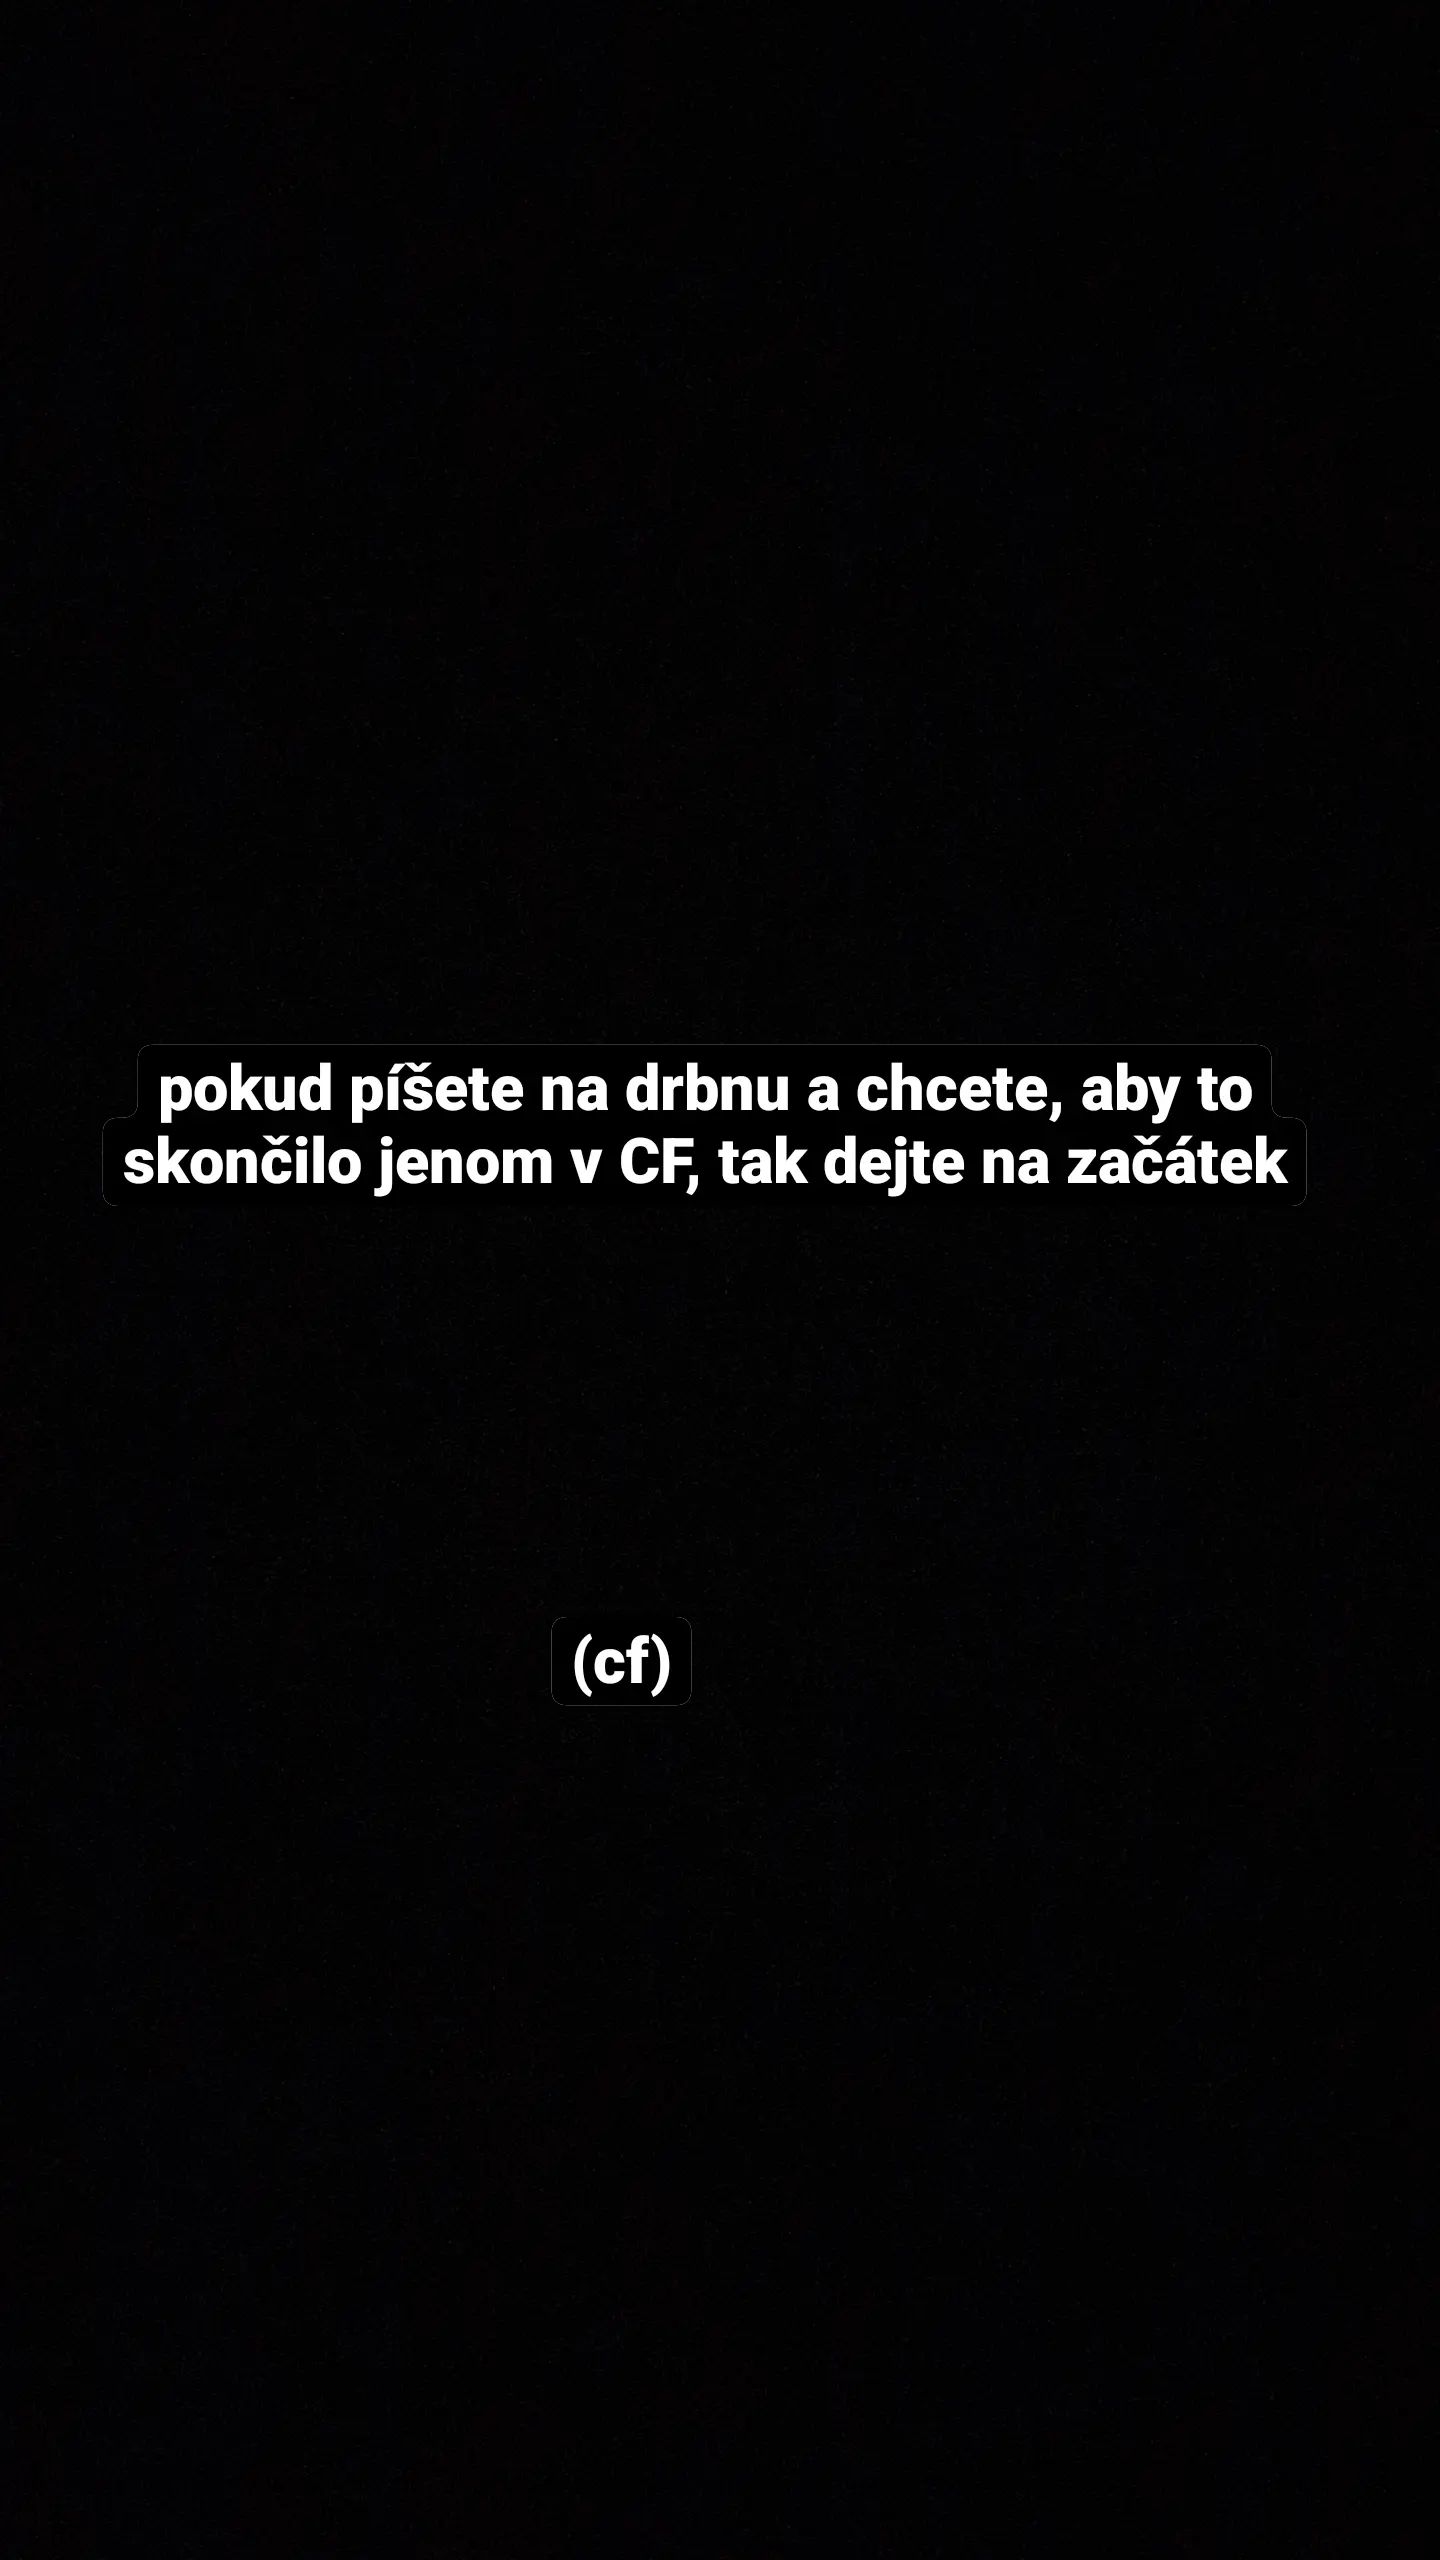 pokud píšete na drbnu a chcete, aby to
skončilo jenom v CF, tak dejte na začátek
(cf)